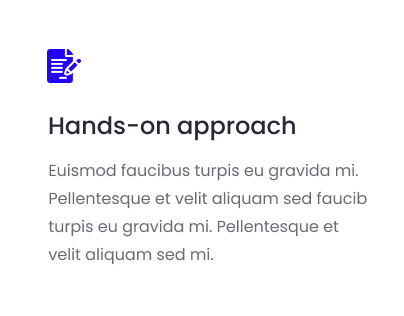 Hands-on approach
Euismod faucibus turpis eu gravida mi.
Pellentesque et velit aliquam sed faucib
turpis eu gravida mi. Pellentesque et
velit aliquam sed mi.